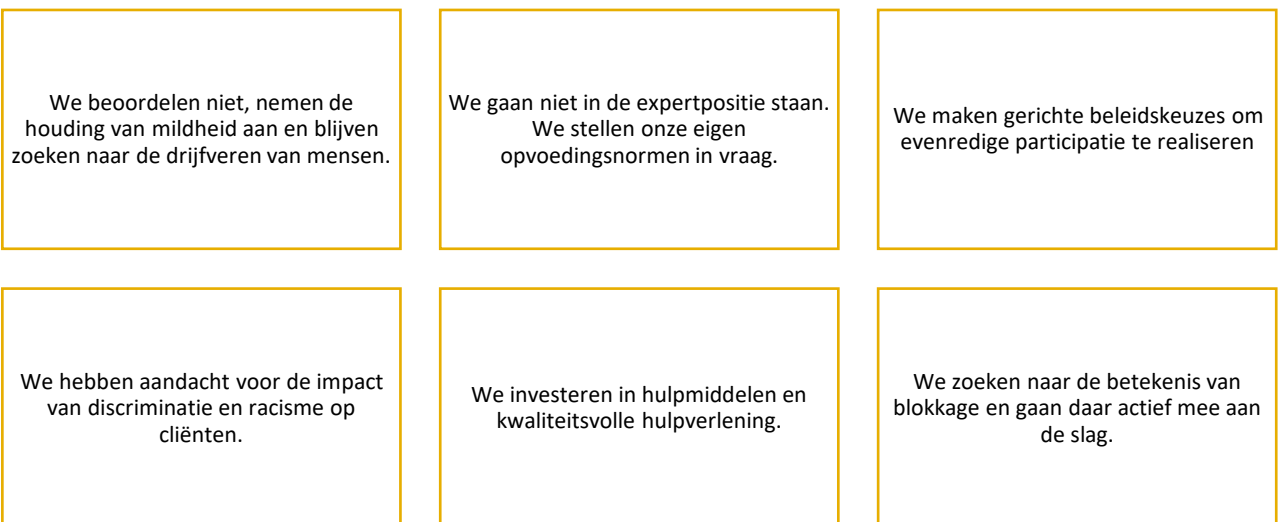 We beoordelen niet, nemen de
houding van mildheid aan en blijven
zoeken naar de drijfveren van mensen.
We gaan niet in de expertpositie staan.
We stellen onze eigen
opvoedingsnormen in vraag.
We maken gerichte beleidskeuzes om
evenredige participatie te realiseren
We hebben aandacht voor de impact
van discriminatie en racisme op
cliënten.
We investeren in hulpmiddelen en
kwaliteitsvolle hulpverlening.
We zoeken naar de betekenis van
blokkage en gaan daar actief mee aan
de slag.